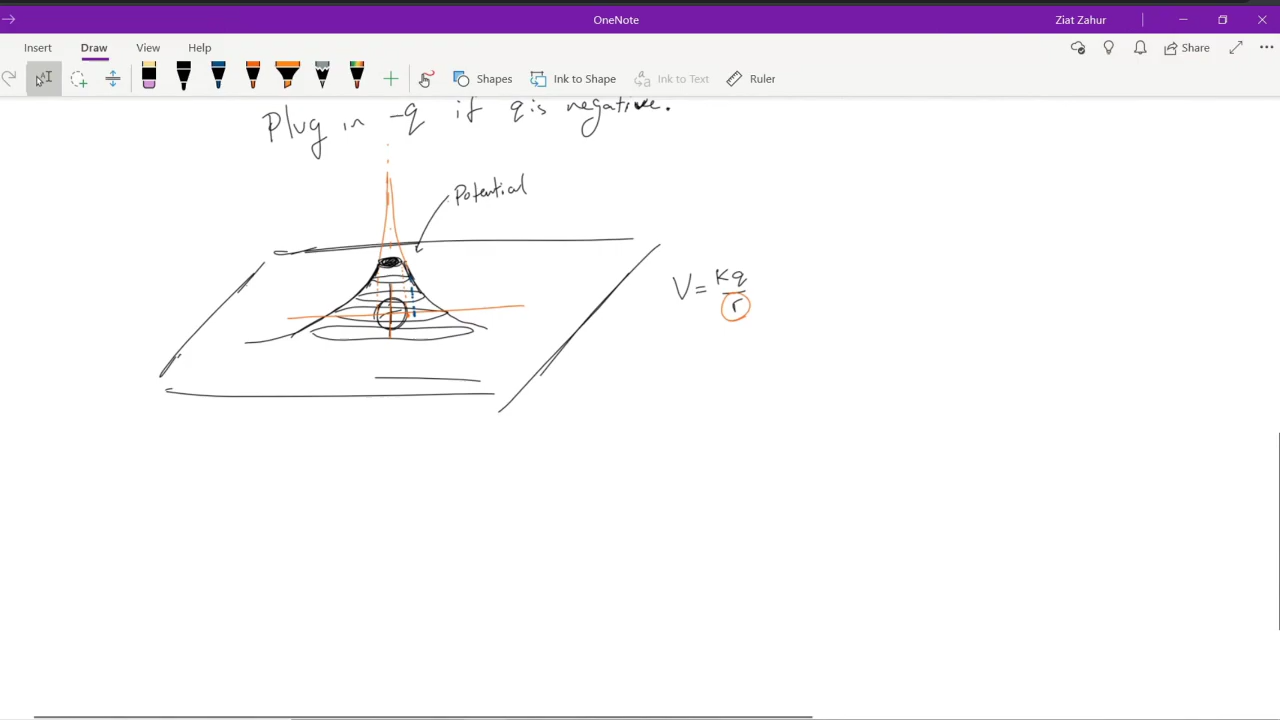 OneNote
Ziat Zahur
Insert Draw View Help
Share
Shapes Ink to Shape Ink to Text Ruler
Plug in -q if q is negative.
Potential
V = Kq
r